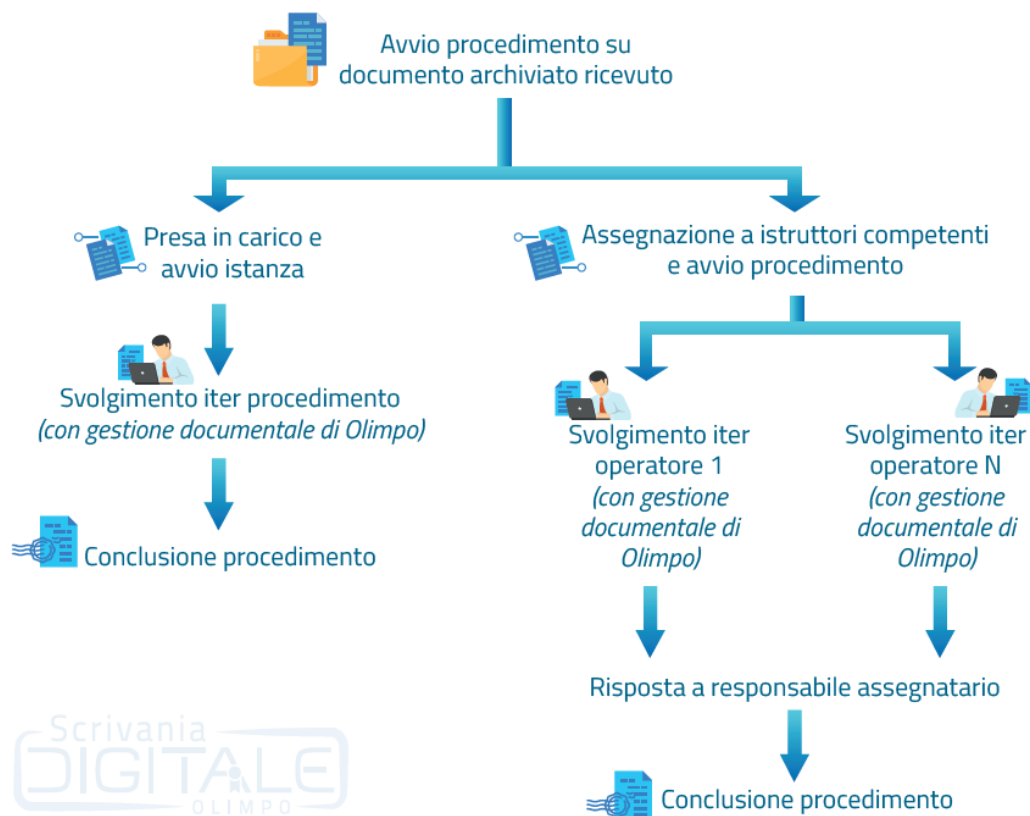 Avvio procedimento su
documento archiviato ricevuto
Presa in carico e
avvio istanza
Svolgimento iter procedimento
(con gestione documentale di Olimpo)
Conclusione procedimento
Assegnazione a istruttori competenti
e avvio procedimento
Svolgimento iter
operatore 1
(con gestione
documentale di
Olimpo)
Svolgimento iter
operatore N
(con gestione
documentale di
Olimpo)
Risposta a responsabile assegnatario
Conclusione procedimento
Scrivania
DIGITALE
OLIMPO